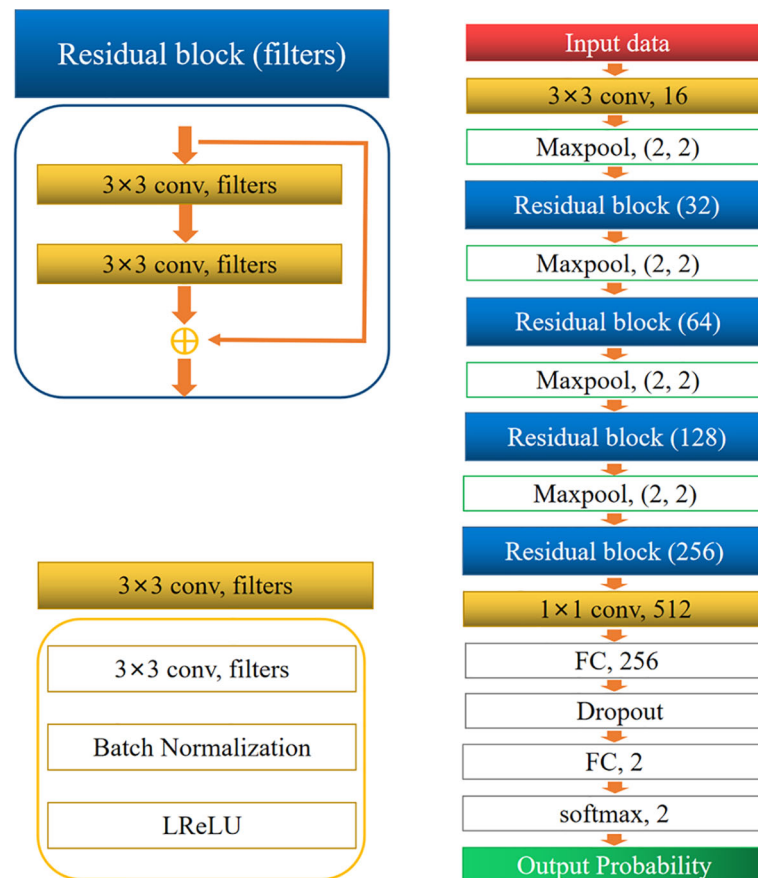 Residual block (filters)
3×3 conv, filters
3×3 conv, filters
3×3 conv, filters
3×3 conv, filters
Batch Normalization
LReLU
Input data
3×3 conv, 16
Maxpool, (2, 2)
Residual block (32)
Maxpool, (2, 2)
Residual block (64)
Maxpool, (2, 2)
Residual block (128)
Maxpool, (2, 2)
Residual block (256)
1×1 conv, 512
FC, 256
Dropout
FC, 2
softmax, 2
Output Probability